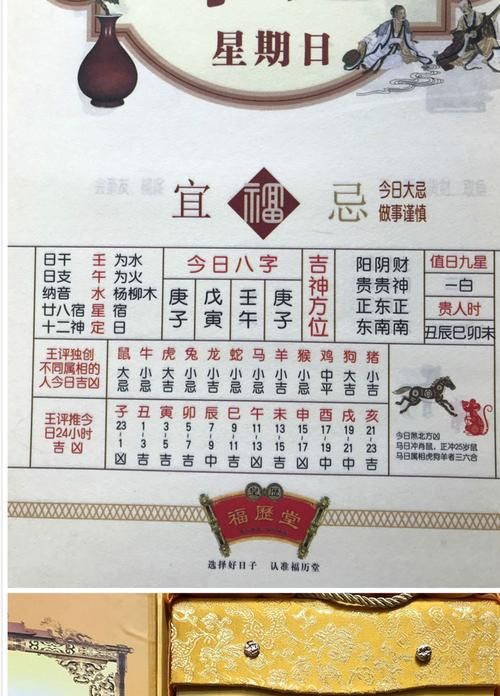 星期日
宜 福 忌 今日大忌
做事谨慎
日干 壬 为水
日支 午 为火
纳音 水 杨柳木
廿八宿 星 宿
十二神 定 日
今日八字
庚子 戊寅 壬午 庚子
吉神方位
阳贵正东 阴贵东南 财神正南
值日九星
一白
贵人时
丑辰巳卯未
王评独创
不同属相的
人今日吉凶
鼠 牛 虎 兔 龙 蛇 马 羊 猴 鸡 狗 猪
大忌 小忌 大吉 小吉 小忌 小忌 小忌 小吉 小忌 中平 大吉 小吉
王评推今
日24小时
吉凶
子 丑 寅 卯 辰 巳 午 未 申 酉 戌 亥
23-1 1-3 3-5 5-7 7-9 9-11 11-13 13-15 15-17 17-19 19-21 21-23
凶 吉 凶 吉 中 中 凶 吉 吉 中 中 吉
今日煞北方凶
马日冲肖鼠，正冲25岁鼠
马日属相虎狗羊者三六合
皇 历
福歷堂
选择好日子 认准福历堂